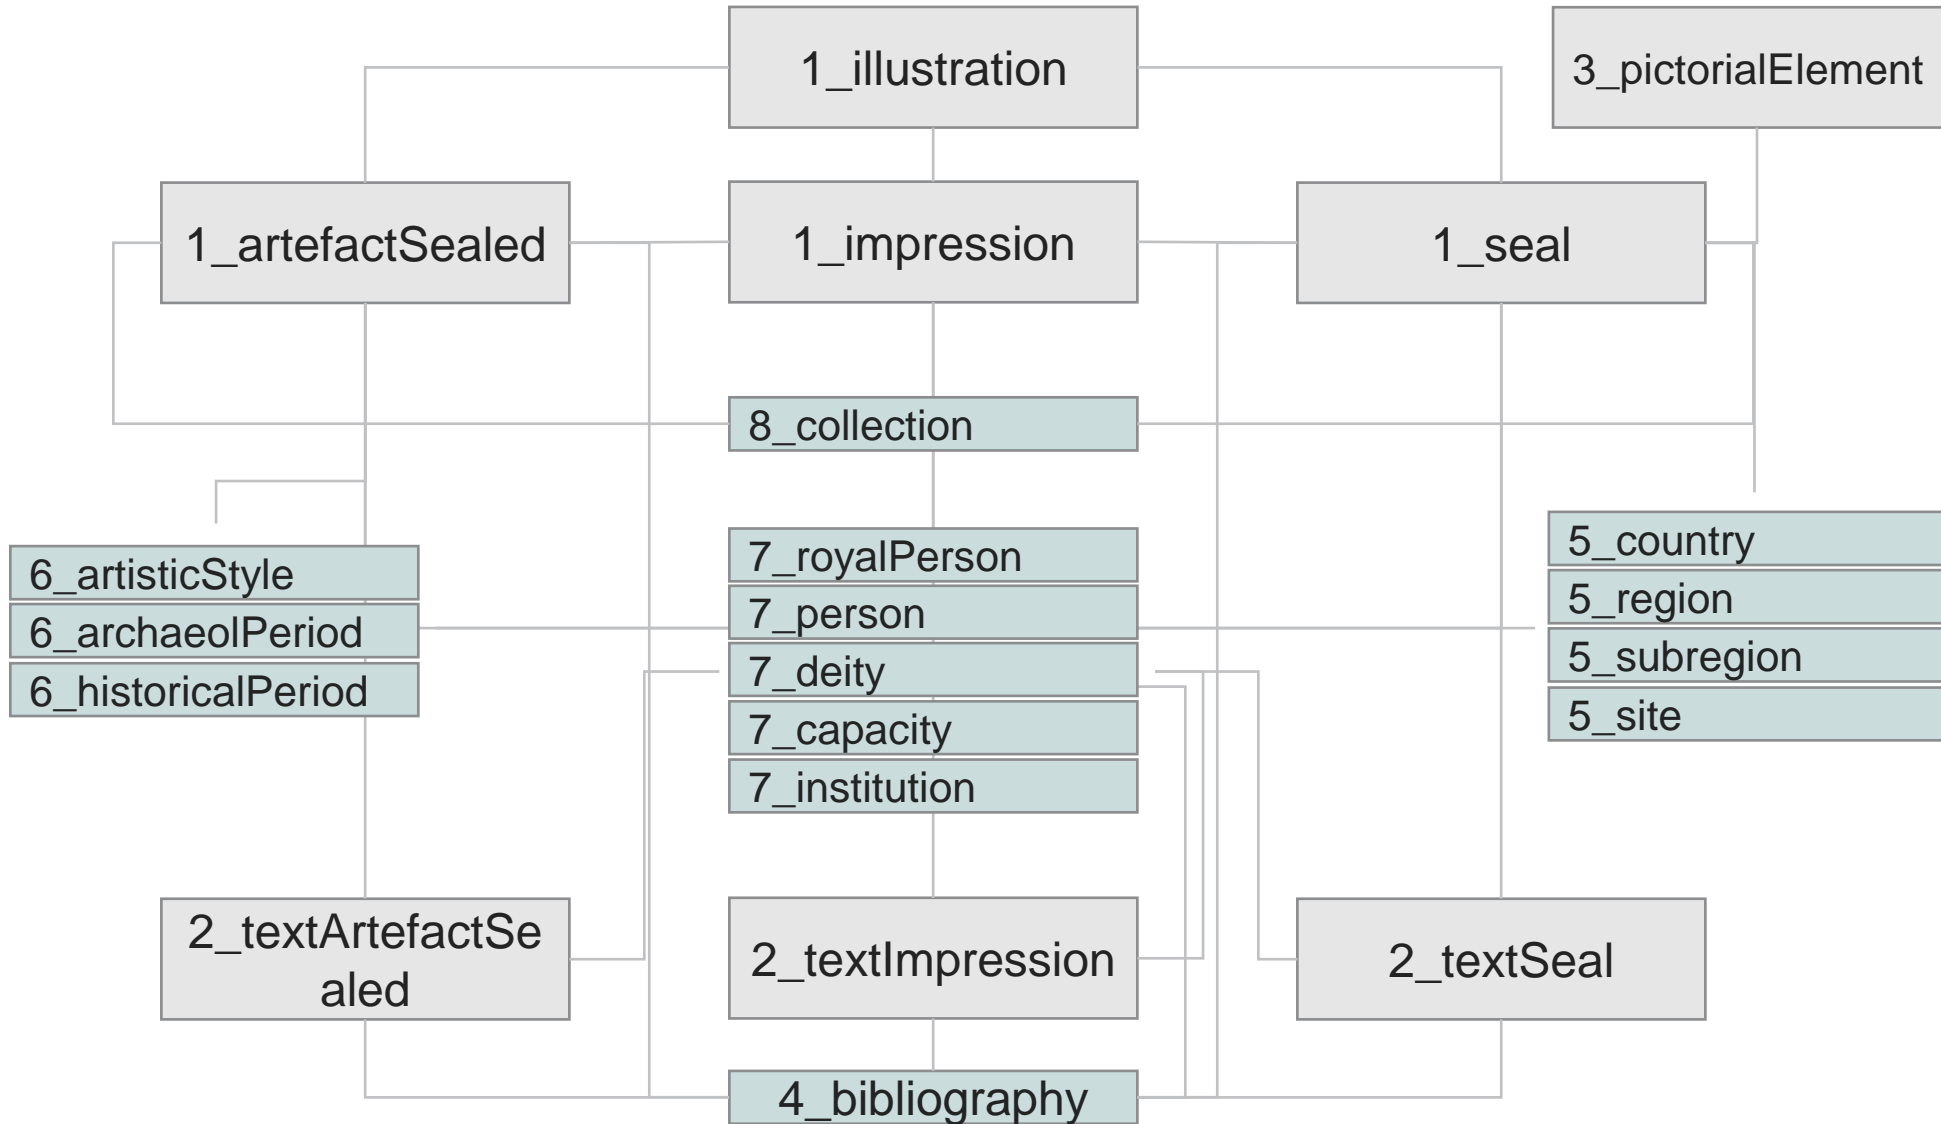 1_illustration
3_pictorialElement
1_artefactSealed
1_impression
1_seal
8_collection
6_artisticStyle
6_archaeolPeriod
6_historicalPeriod
7_royalPerson
7_person
7_deity
7_capacity
7_institution
5_country
5_region
5_subregion
5_site
2_textArtefactSe
aled
2_textImpression
2_textSeal
4_bibliography